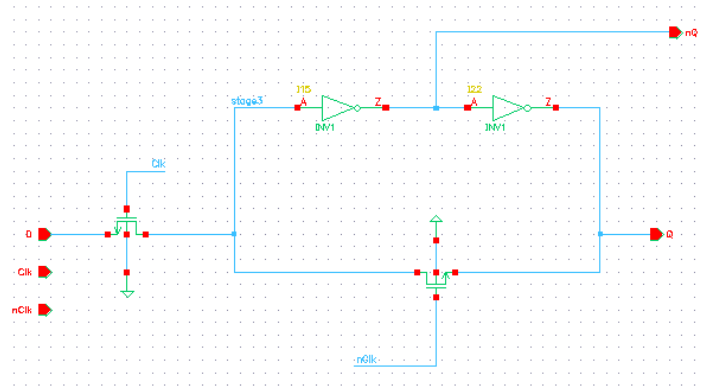 nQ
I15
I22
stage3
A
Z
A
Z
INV1
INV1
Clk
D
Q
Clk
nClk
nClk